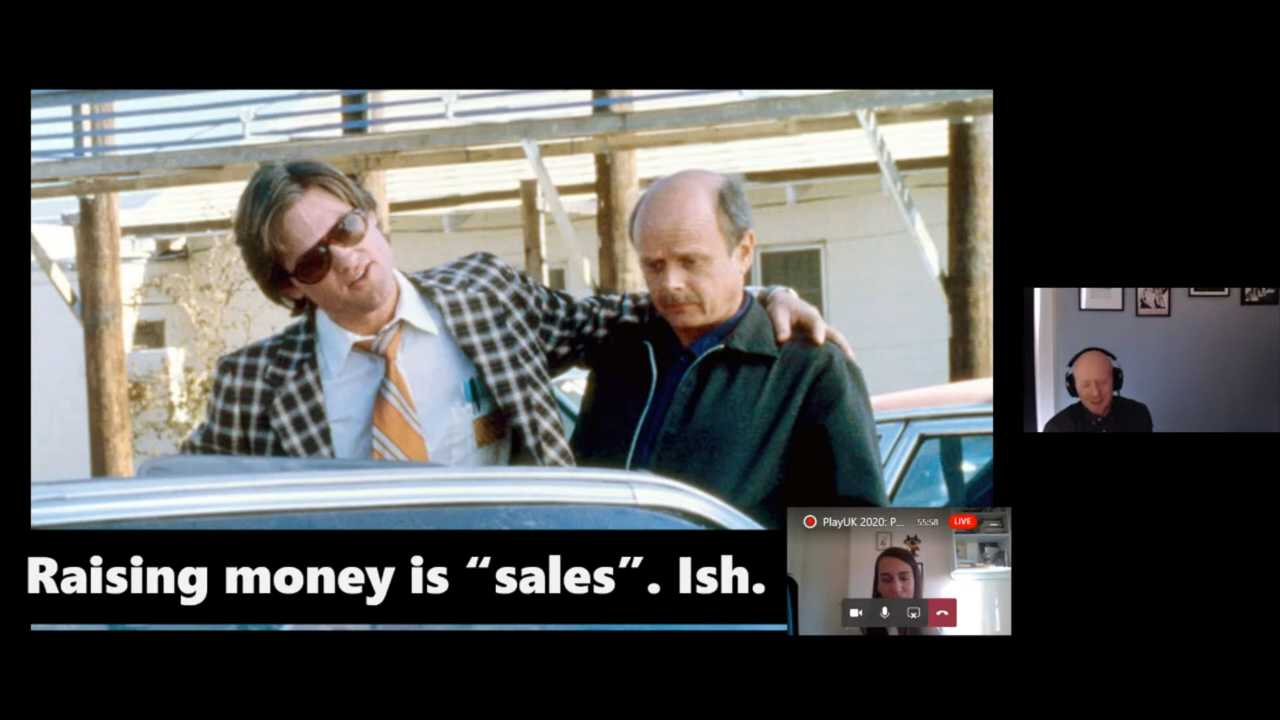 PlayUK 2020: P... 55:58 LIVE
Raising money is “sales”. Ish.